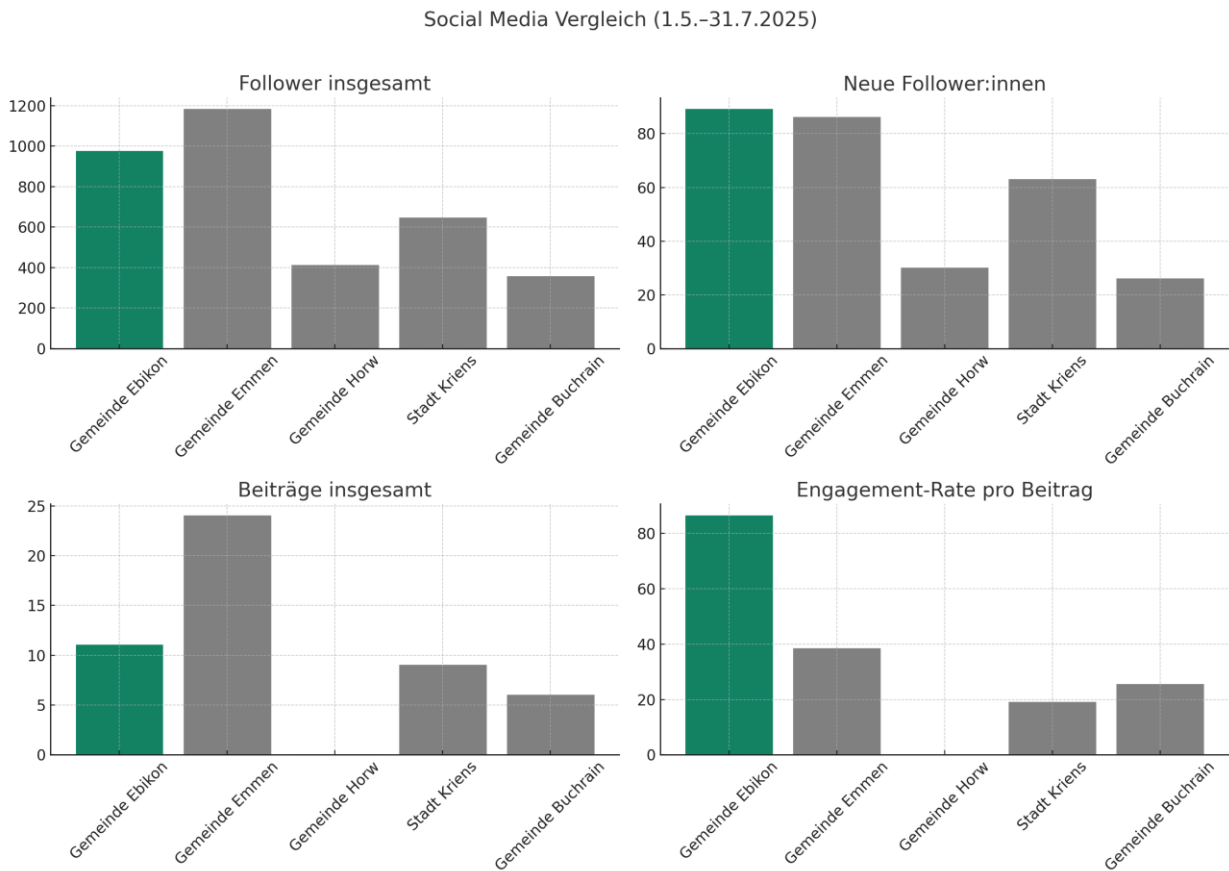 Social Media Vergleich (1.5.–31.7.2025)
Follower insgesamt
1200
1000
800
600
400
200
0
Gemeinde Ebikon
Gemeinde Emmen
Gemeinde Horw
Stadt Kriens
Gemeinde Buchrain
Neue Follower:innen
80
60
40
20
0
Gemeinde Ebikon
Gemeinde Emmen
Gemeinde Horw
Stadt Kriens
Gemeinde Buchrain
Beiträge insgesamt
25
20
15
10
5
0
Gemeinde Ebikon
Gemeinde Emmen
Gemeinde Horw
Stadt Kriens
Gemeinde Buchrain
Engagement-Rate pro Beitrag
80
60
40
20
0
Gemeinde Ebikon
Gemeinde Emmen
Gemeinde Horw
Stadt Kriens
Gemeinde Buchrain